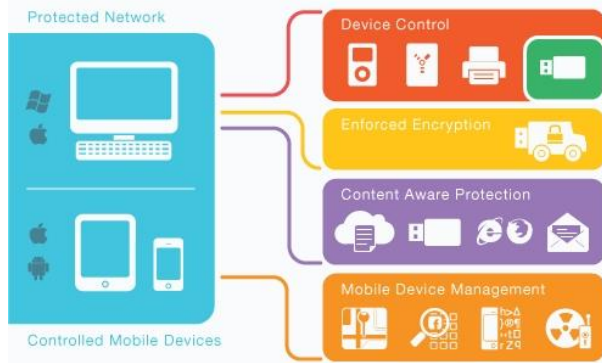 Protected Network
Device Control
Enforced Encryption
Content Aware Protection
Mobile Device Management
Controlled Mobile Devices